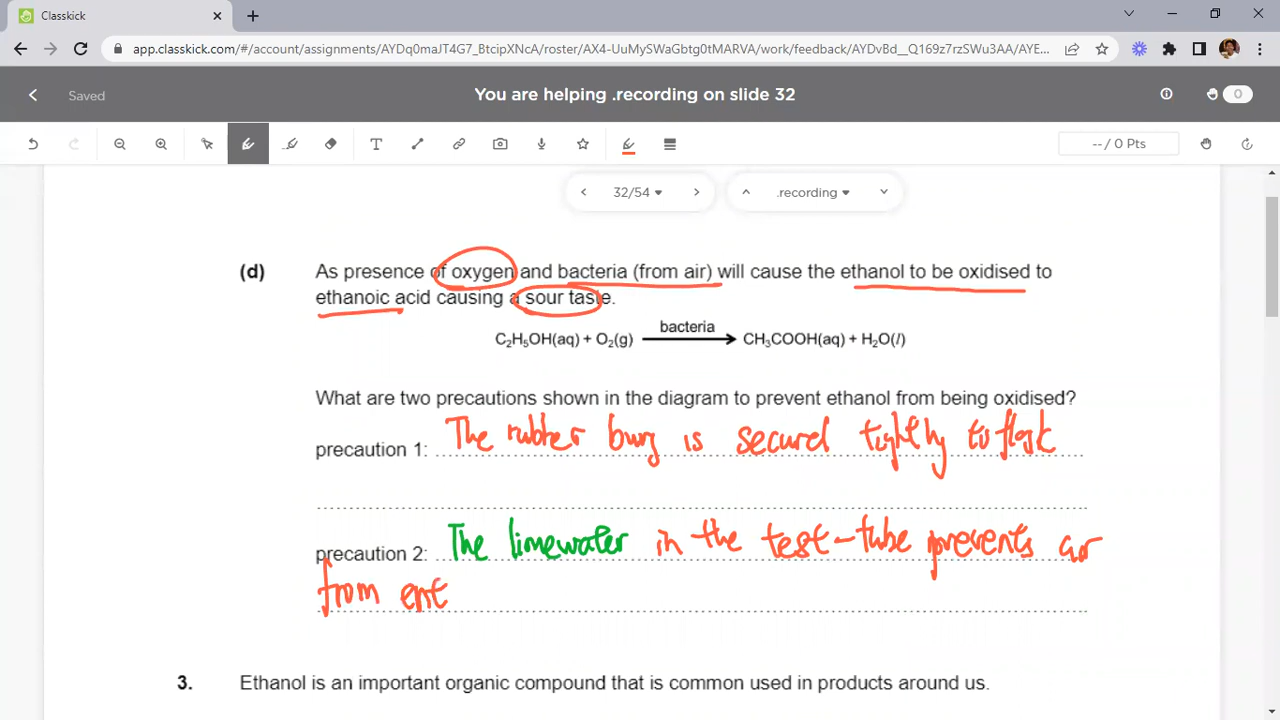 Classkick
app.classkick.com/#/account/assignments/AYDq0maJT4G7_BtcipXNrA/roster/AX4-UuMySWaGbtg0tMARVA/work/feedback/AYDvBd__Q169z7rzSWu3AA/AYE...
Saved
You are helping .recording on slide 32
0
T
--/ 0 Pts
32/54
.recording
(d) As presence of oxygen and bacteria (from air) will cause the ethanol to be oxidised to
ethanoic acid causing a sour taste.
bacteria
C₂H₅OH(aq) + O₂(g) → CH₃COOH(aq) + H₂O(l)
What are two precautions shown in the diagram to prevent ethanol from being oxidised?
precaution 1: The rubber bung is secured tightly to flask
precaution 2: The limewater in the test-tube prevents air
from ent
3. Ethanol is an important organic compound that is common used in products around us.